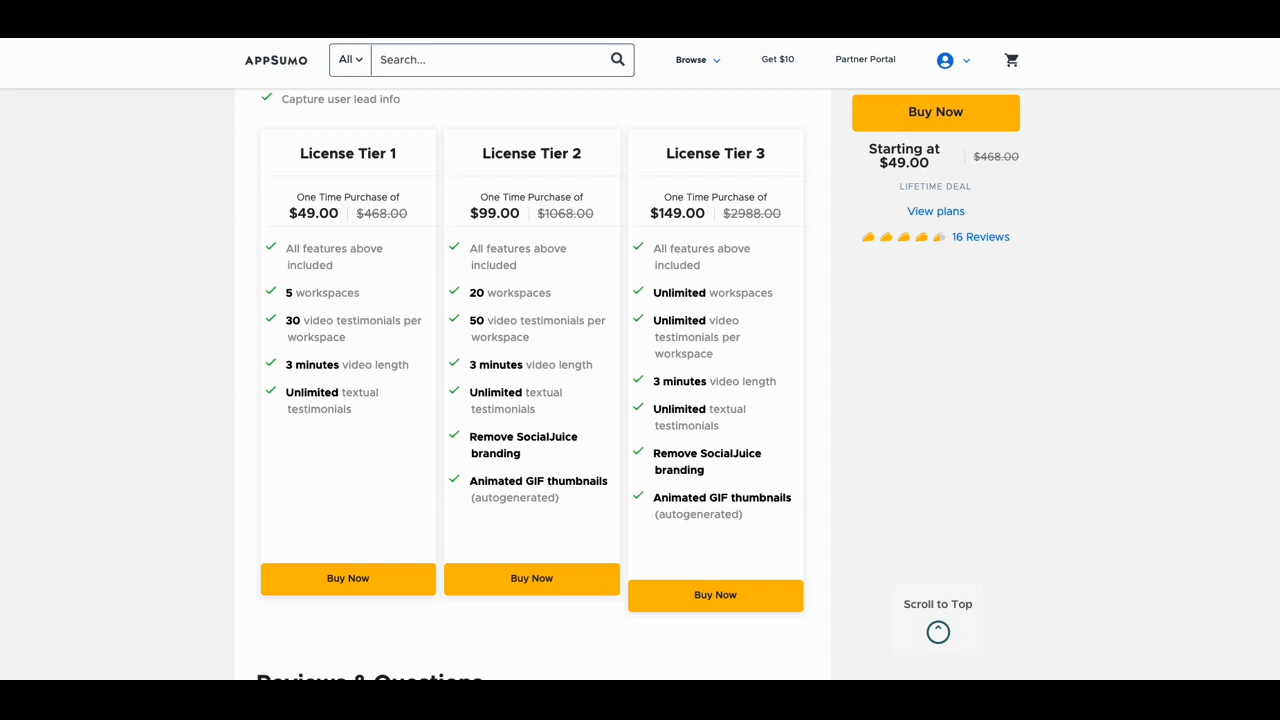 APPSUMO
All
Search...
Browse
Get $10
Partner Portal
Capture user lead info
Buy Now
Starting at
$49.00
$468.00
LIFETIME DEAL
View plans
16 Reviews
License Tier 1
One Time Purchase of
$49.00 $468.00
All features above
included
5 workspaces
30 video testimonials per
workspace
3 minutes video length
Unlimited textual
testimonials
Buy Now
License Tier 2
One Time Purchase of
$99.00 $1068.00
All features above
included
20 workspaces
50 video testimonials per
workspace
3 minutes video length
Unlimited textual
testimonials
Remove SocialJuice
branding
Animated GIF thumbnails
(autogenerated)
Buy Now
License Tier 3
One Time Purchase of
$149.00 $2988.00
All features above
included
Unlimited workspaces
Unlimited video
testimonials per
workspace
3 minutes video length
Unlimited textual
testimonials
Remove SocialJuice
branding
Animated GIF thumbnails
(autogenerated)
Buy Now
Scroll to Top
Reviews & Questions